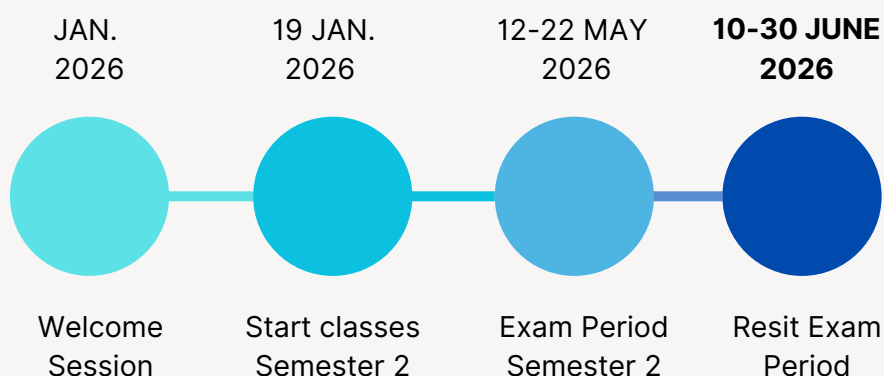 JAN.
2026
19 JAN.
2026
12-22 MAY
2026
10-30 JUNE
2026
Welcome
Session
Start classes
Semester 2
Exam Period
Semester 2
Resit Exam
Period